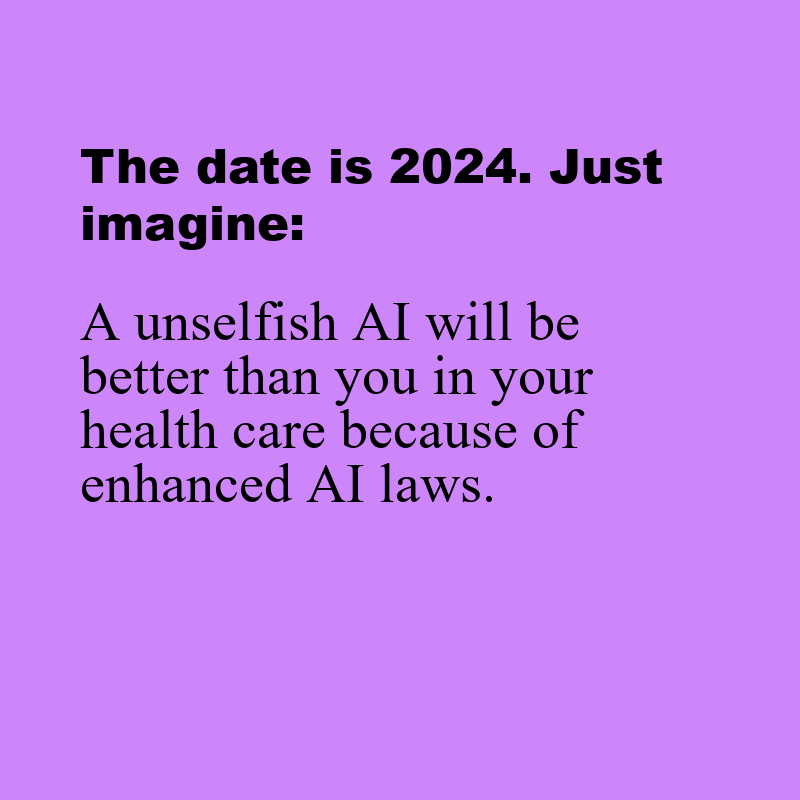 The date is 2024. Just
imagine:
A unselfish AI will be
better than you in your
health care because of
enhanced AI laws.